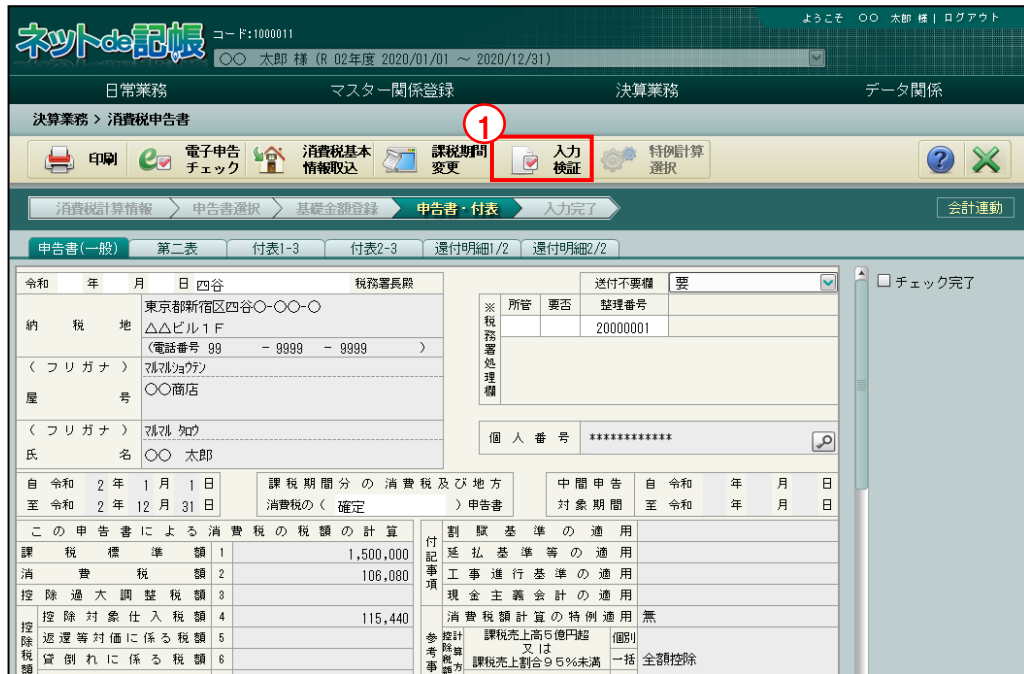 ようこそ 〇〇 太郎 様 | ログアウト
ネットde記帳 コード:1000011
〇〇 太郎 様 (R 02年度 2020/01/01 ～ 2020/12/31)
日常業務 マスター関係登録 決算業務 データ関係
決算業務 > 消費税申告書
1
印刷 電子申告チェック 消費税基本情報取込 課税期間変更 入力検証 特例計算選択 ?
消費税計算情報 申告書選択 基礎金額登録 申告書・付表 入力完了 会計連動
申告書(一般) 第二表 付表1-3 付表2-3 還付明細1/2 還付明細2/2
令和 年 月 日 四谷 税務署長殿 送付不要欄 要 チェック完了
納税地 東京都新宿区四谷〇-〇〇-〇
△△ビル1F
(電話番号 99 - 9999 - 9999 )
※税務署処理欄 所管 要否 整理番号
20000001
(フリガナ) マルマルショウテン
屋号 〇〇商店
(フリガナ) マルマル タロウ
氏名 〇〇 太郎
個人番号 ************
自 令和 2年 1月 1日 課税期間分の消費税及び地方 中間申告 自 令和 年 月 日
至 令和 2年 12月 31日 消費税の( 確定 )申告書 対象期間 至 令和 年 月 日
この申告書による消費税の税額の計算 付記事項 割賦基準の適用
課税標準額 1 1,500,000 延払基準等の適用
消費税額 2 106,080 工事進行基準の適用
控除過大調整税額 3 現金主義会計の適用
控除税額 控除対象仕入税額 4 115,440 消費税額計算の特例適用 無
返還等対価に係る税額 5 参考事 控除税額計算方 課税売上高5億円超 又は 課税売上割合95%未満 個別
貸倒れに係る税額 6 一括 全額控除